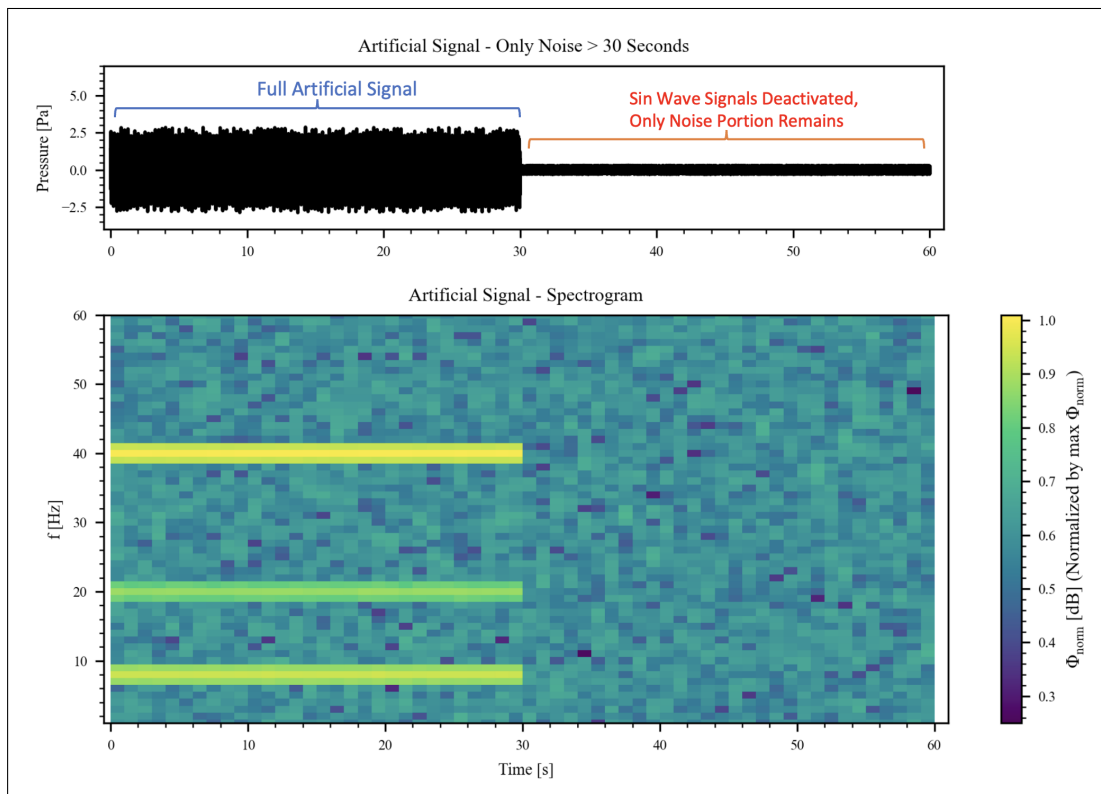 Artificial Signal - Only Noise > 30 Seconds
Pressure [Pa]
5.0
2.5
0.0
−2.5
Full Artificial Signal
Sin Wave Signals Deactivated,
Only Noise Portion Remains
0 10 20 30 40 50 60
Artificial Signal - Spectrogram
f [Hz]
60
50
40
30
20
10
0 10 20 30 40 50 60
Time [s]
1.0
0.9
0.8
0.7
0.6
0.5
0.4
0.3
Φnorm [dB] (Normalized by max Φnorm)